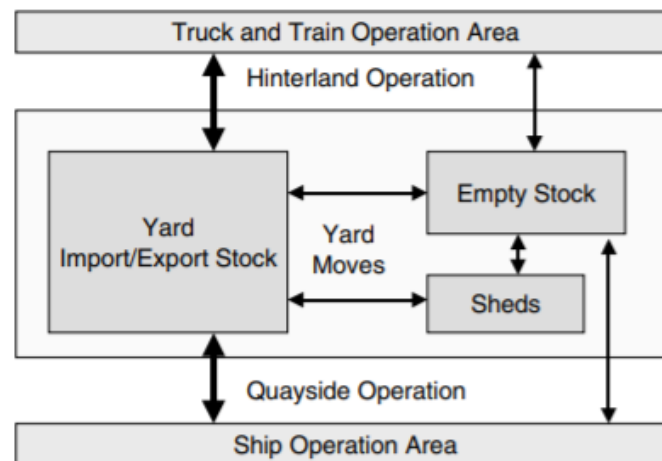 Truck and Train Operation Area
Hinterland Operation
Yard
Import/Export Stock
Empty Stock
Yard
Moves
Sheds
Quayside Operation
Ship Operation Area